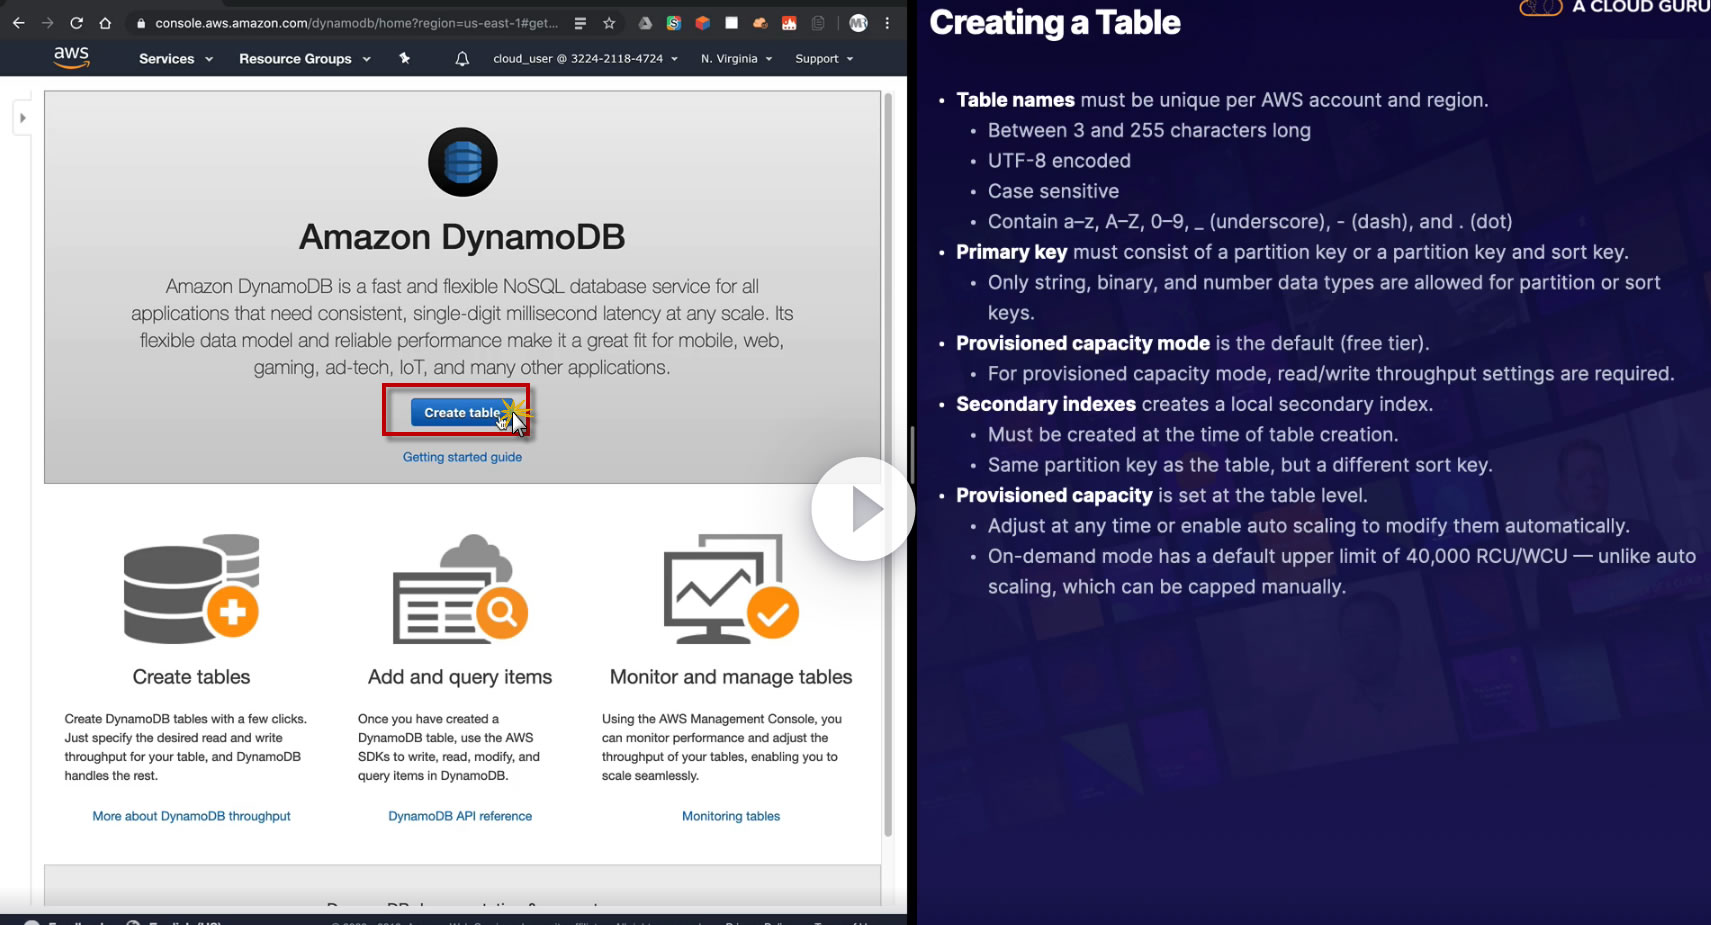 console.aws.amazon.com/dynamodb/home?region=us-east-1#get...
aws
Services
Resource Groups
cloud_user @ 3224-2118-4724
N. Virginia
Support
Amazon DynamoDB
Amazon DynamoDB is a fast and flexible NoSQL database service for all
applications that need consistent, single-digit millisecond latency at any scale. Its
flexible data model and reliable performance make it a great fit for mobile, web,
gaming, ad-tech, IoT, and many other applications.
Create table
Getting started guide
Create tables
Create DynamoDB tables with a few clicks.
Just specify the desired read and write
throughput for your table, and DynamoDB
handles the rest.
More about DynamoDB throughput
Add and query items
Once you have created a
DynamoDB table, use the AWS
SDKs to write, read, modify, and
query items in DynamoDB.
DynamoDB API reference
Monitor and manage tables
Using the AWS Management Console, you
can monitor performance and adjust the
throughput of your tables, enabling you to
scale seamlessly.
Monitoring tables
Creating a Table
A CLOUD GURU
• Table names must be unique per AWS account and region.
• Between 3 and 255 characters long
• UTF-8 encoded
• Case sensitive
• Contain a–z, A–Z, 0–9, _ (underscore), - (dash), and . (dot)
• Primary key must consist of a partition key or a partition key and sort key.
• Only string, binary, and number data types are allowed for partition or sort
keys.
• Provisioned capacity mode is the default (free tier).
• For provisioned capacity mode, read/write throughput settings are required.
• Secondary indexes creates a local secondary index.
• Must be created at the time of table creation.
• Same partition key as the table, but a different sort key.
• Provisioned capacity is set at the table level.
• Adjust at any time or enable auto scaling to modify them automatically.
• On-demand mode has a default upper limit of 40,000 RCU/WCU — unlike auto
scaling, which can be capped manually.